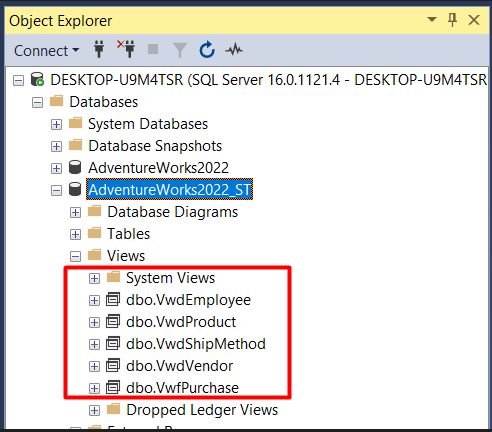 Object Explorer
Connect
DESKTOP-U9M4TSR (SQL Server 16.0.1121.4 - DESKTOP-U9M4TSR
Databases
System Databases
Database Snapshots
AdventureWorks2022
AdventureWorks2022_ST
Database Diagrams
Tables
Views
System Views
dbo.VwdEmployee
dbo.VwdProduct
dbo.VwdShipMethod
dbo.VwdVendor
dbo.VwfPurchase
Dropped Ledger Views